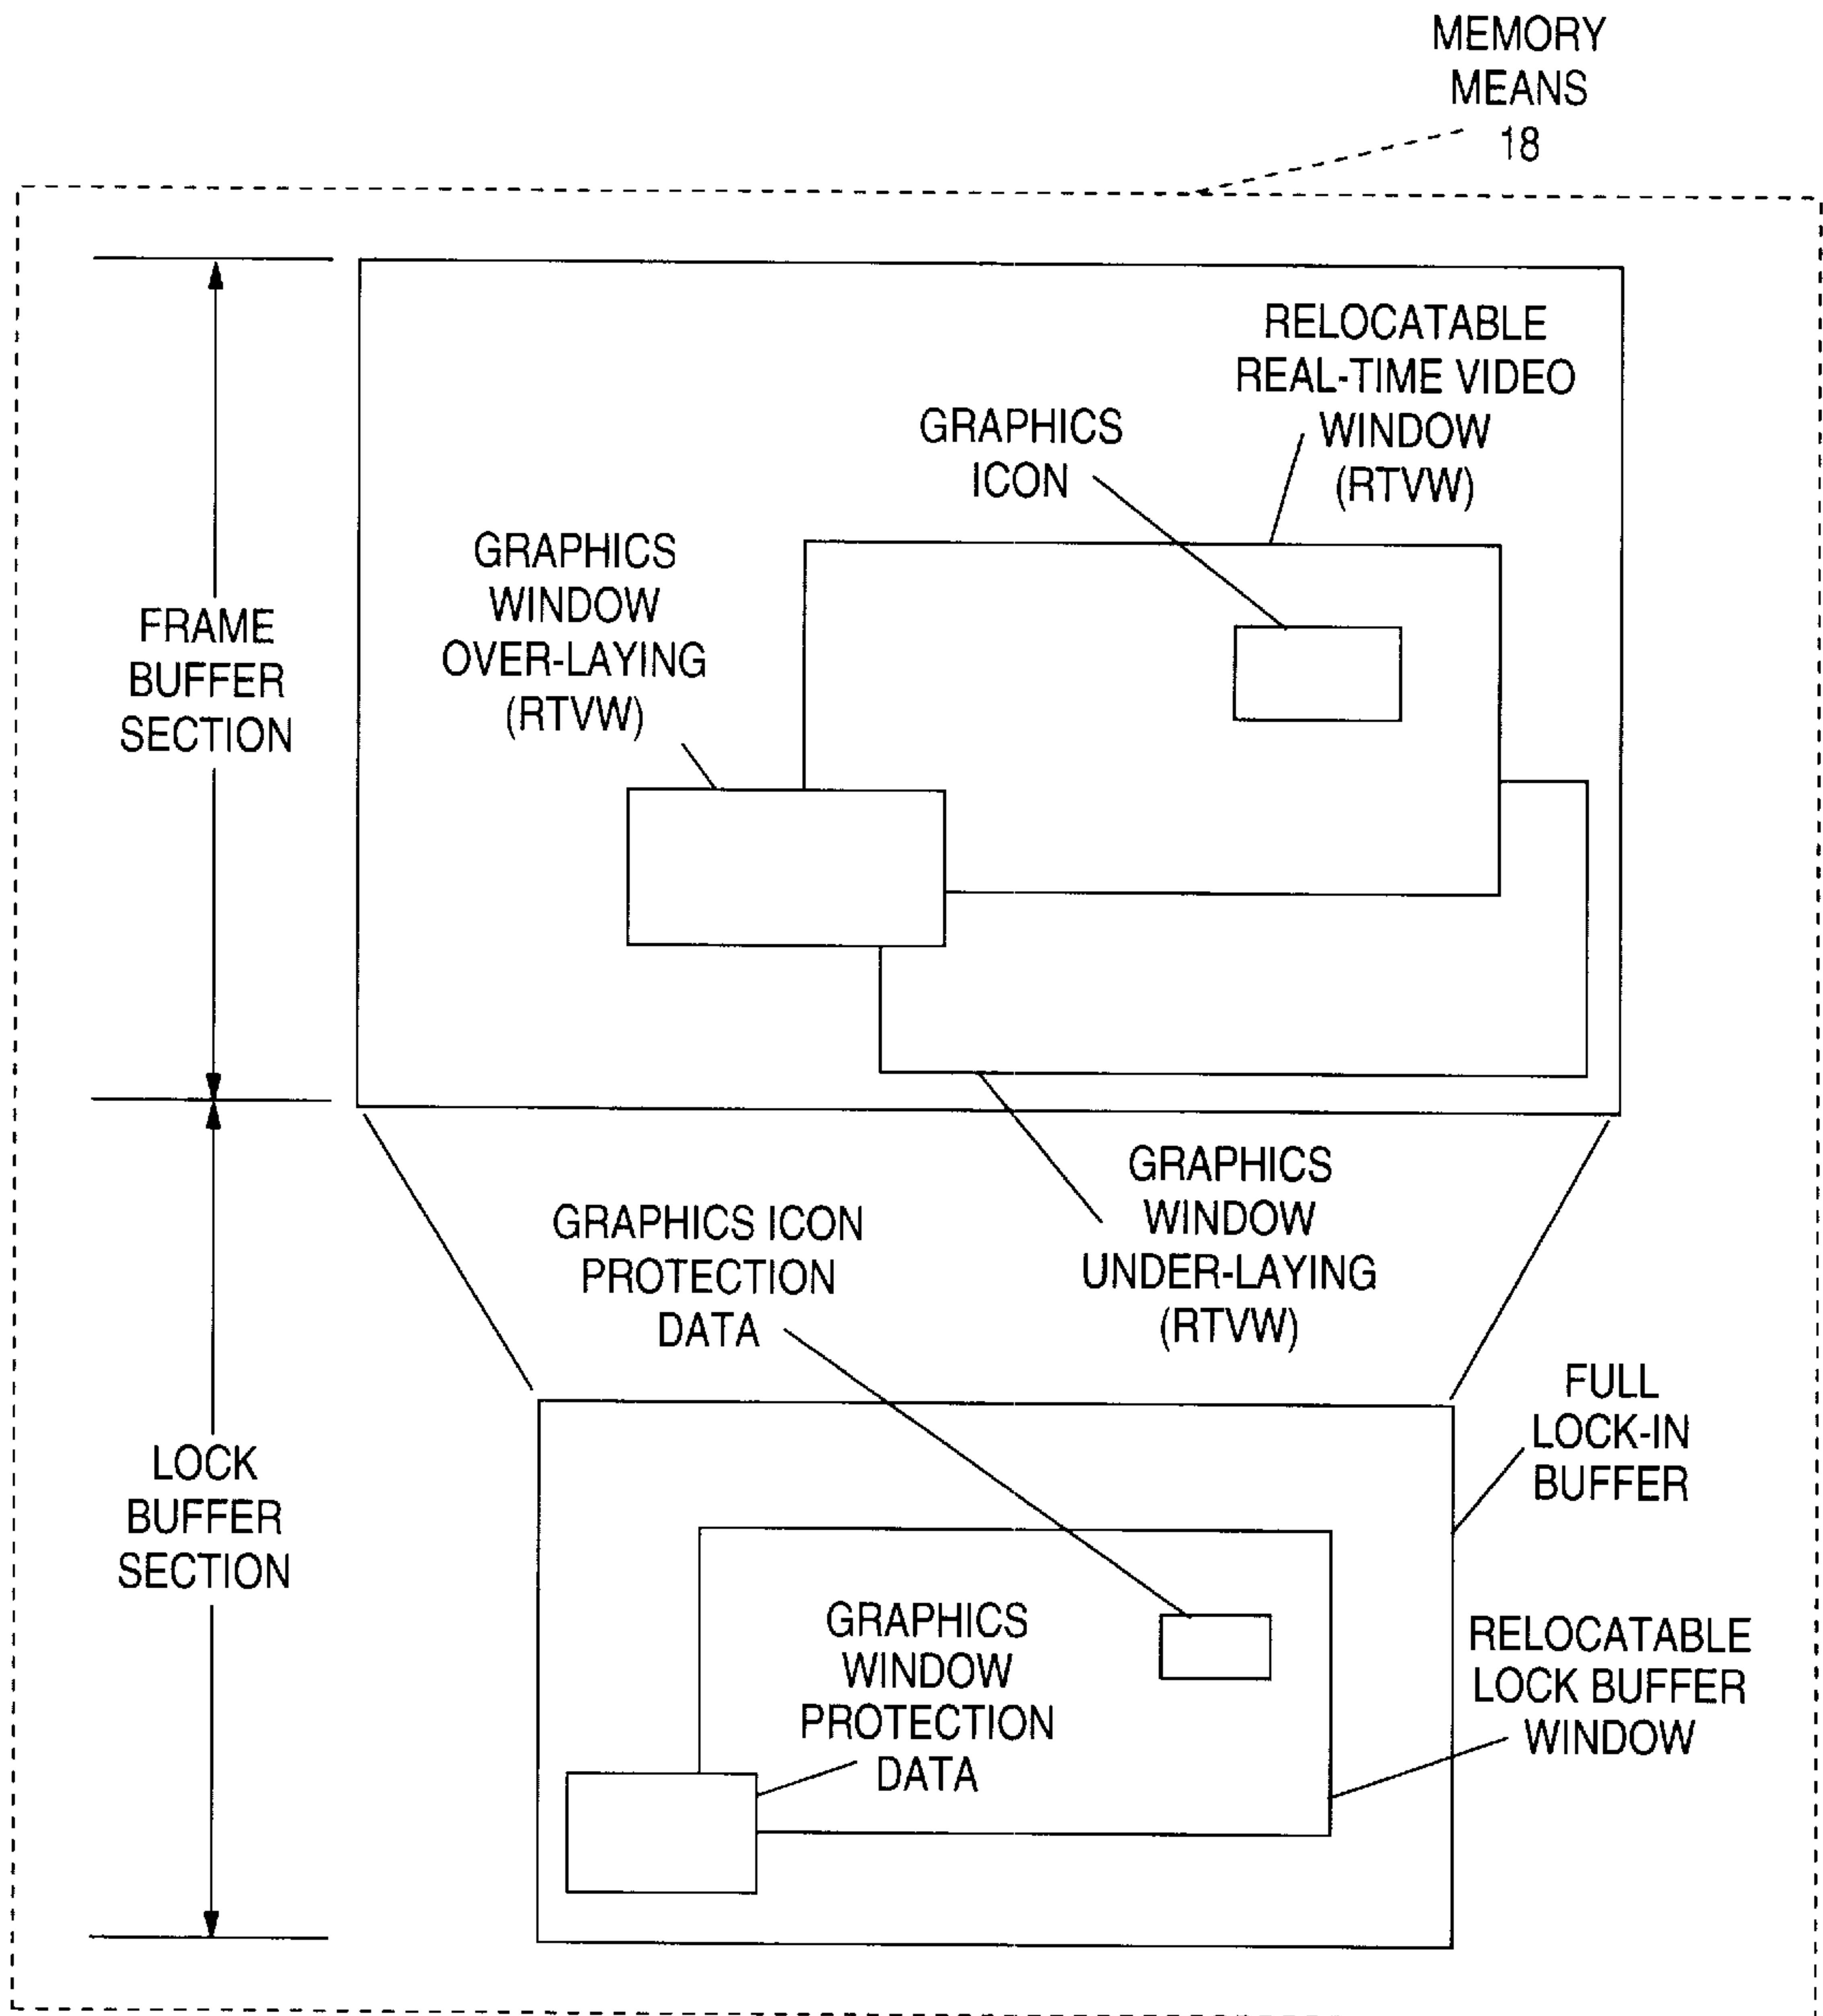 MEMORY
MEANS
18
RELOCATABLE
REAL-TIME VIDEO
WINDOW
(RTVW)
GRAPHICS
ICON
GRAPHICS
WINDOW
OVER-LAYING
(RTVW)
FRAME
BUFFER
SECTION
GRAPHICS
WINDOW
UNDER-LAYING
(RTVW)
GRAPHICS ICON
PROTECTION
DATA
FULL
LOCK-IN
BUFFER
LOCK
BUFFER
SECTION
GRAPHICS
WINDOW
PROTECTION
DATA
RELOCATABLE
LOCK BUFFER
WINDOW